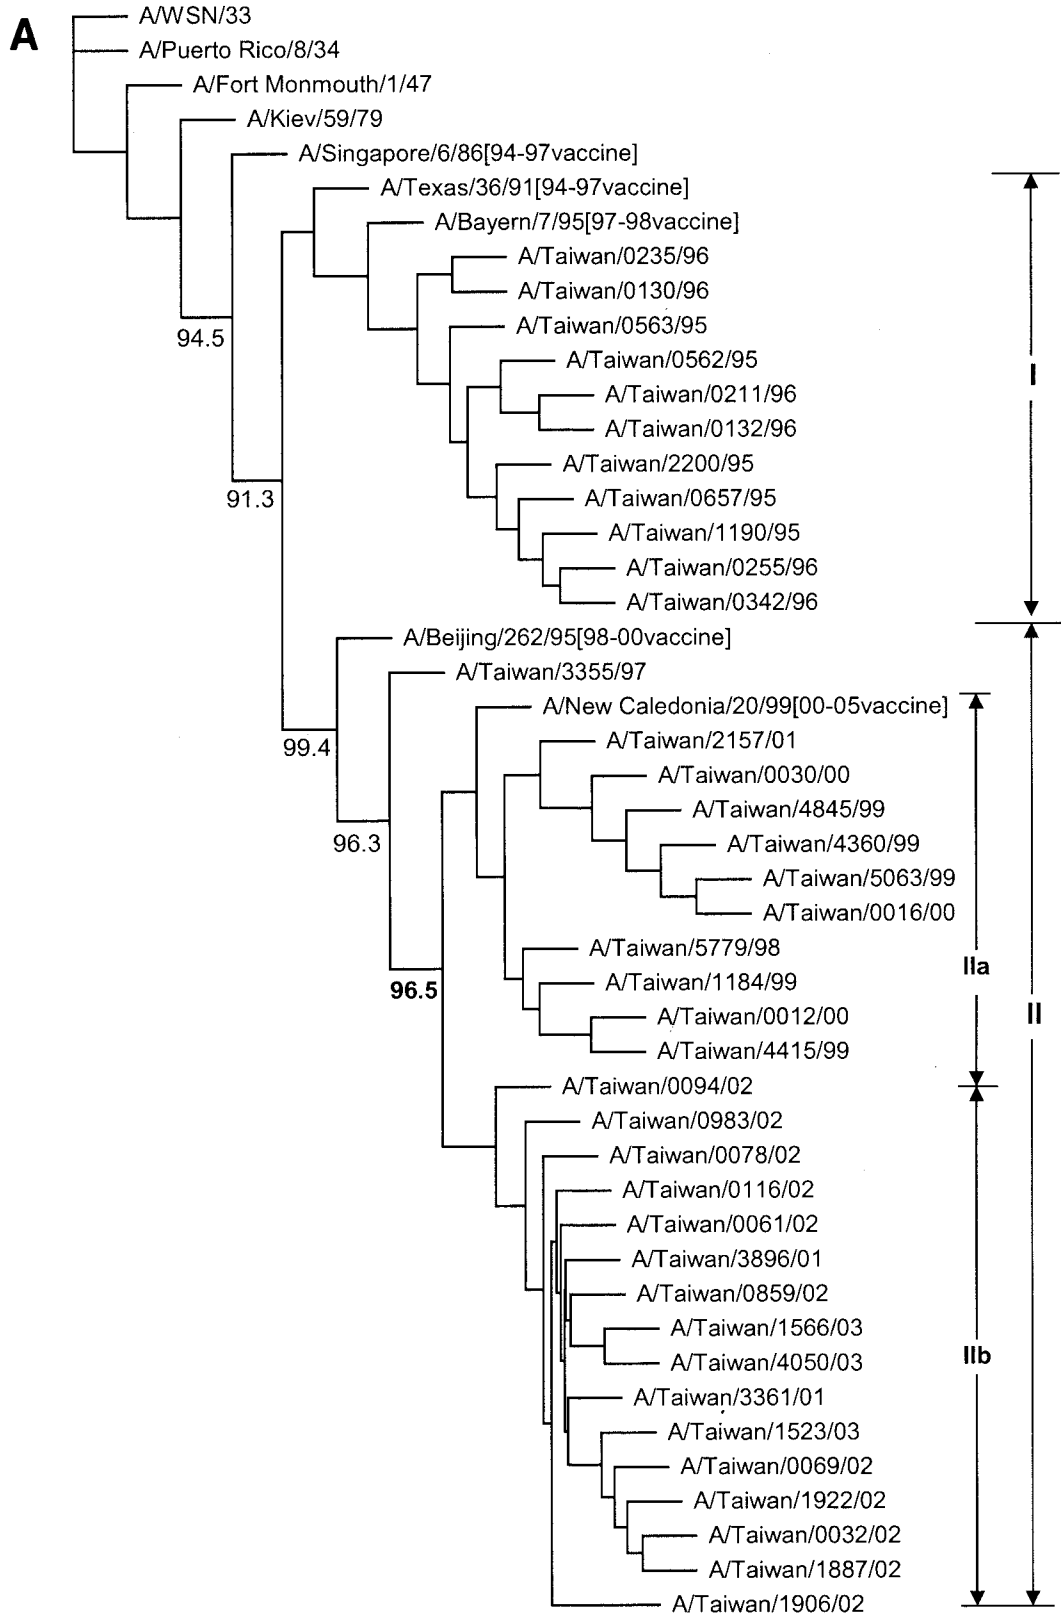 A
A/WSN/33
A/Puerto Rico/8/34
A/Fort Monmouth/1/47
A/Kiev/59/79
A/Singapore/6/86[94-97vaccine]
A/Texas/36/91[94-97vaccine]
A/Bayern/7/95[97-98vaccine]
A/Taiwan/0235/96
A/Taiwan/0130/96
A/Taiwan/0563/95
94.5
A/Taiwan/0562/95
I
A/Taiwan/0211/96
A/Taiwan/0132/96
A/Taiwan/2200/95
91.3
A/Taiwan/0657/95
A/Taiwan/1190/95
A/Taiwan/0255/96
A/Taiwan/0342/96
A/Beijing/262/95[98-00vaccine]
A/Taiwan/3355/97
A/New Caledonia/20/99[00-05vaccine]
99.4
A/Taiwan/2157/01
A/Taiwan/0030/00
A/Taiwan/4845/99
96.3
A/Taiwan/4360/99
A/Taiwan/5063/99
A/Taiwan/0016/00
A/Taiwan/5779/98
IIa
96.5
A/Taiwan/1184/99
II
A/Taiwan/0012/00
A/Taiwan/4415/99
A/Taiwan/0094/02
A/Taiwan/0983/02
A/Taiwan/0078/02
A/Taiwan/0116/02
A/Taiwan/0061/02
A/Taiwan/3896/01
A/Taiwan/0859/02
A/Taiwan/1566/03
IIb
A/Taiwan/4050/03
A/Taiwan/3361/01
A/Taiwan/1523/03
A/Taiwan/0069/02
A/Taiwan/1922/02
A/Taiwan/0032/02
A/Taiwan/1887/02
A/Taiwan/1906/02